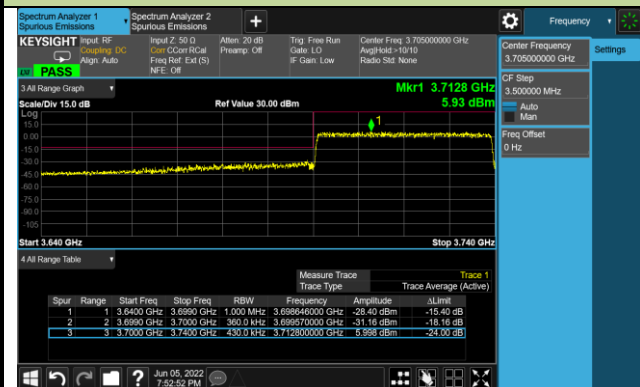 Spectrum Analyzer 1
Spurious Emissions
Spectrum Analyzer 2
Spurious Emissions
+
Frequency
KEYSIGHT
Input: RF
Coupling: DC
Align: Auto
Input Z: 50 Ω
Corr CCorr RCal
Freq Ref: Ext (S)
NFE: Off
Atten: 20 dB
Preamp: Off
Trig: Free Run
Gate: LO
IF Gain: Low
Center Freq: 3.705000000 GHz
Avg|Hold:>10/10
Radio Std: None
PASS
Center Frequency
3.705000000 GHz
Settings
CF Step
3.500000 MHz
Auto
Man
Freq Offset
0 Hz
3 All Range Graph
Mkr1 3.7128 GHz
Scale/Div 15.0 dB
Ref Value 30.00 dBm
5.93 dBm
Log
1
15.0
0.00
-15.0
-30.0
-45.0
-60.0
-75.0
-90.0
-105
Start 3.640 GHz
Stop 3.740 GHz
4 All Range Table
Measure Trace Trace 1
Trace Type Trace Average (Active)
Spur Range Start Freq Stop Freq RBW Frequency Amplitude ΔLimit
1 1 3.6400 GHz 3.6990 GHz 1.000 MHz 3.698646000 GHz -28.40 dBm -15.40 dB
2 2 3.6990 GHz 3.7000 GHz 360.0 kHz 3.699570000 GHz -31.16 dBm -18.16 dB
3 3 3.7000 GHz 3.7400 GHz 430.0 kHz 3.712800000 GHz 5.998 dBm -24.00 dB
?
Jun 05, 2022
7:52:52 PM